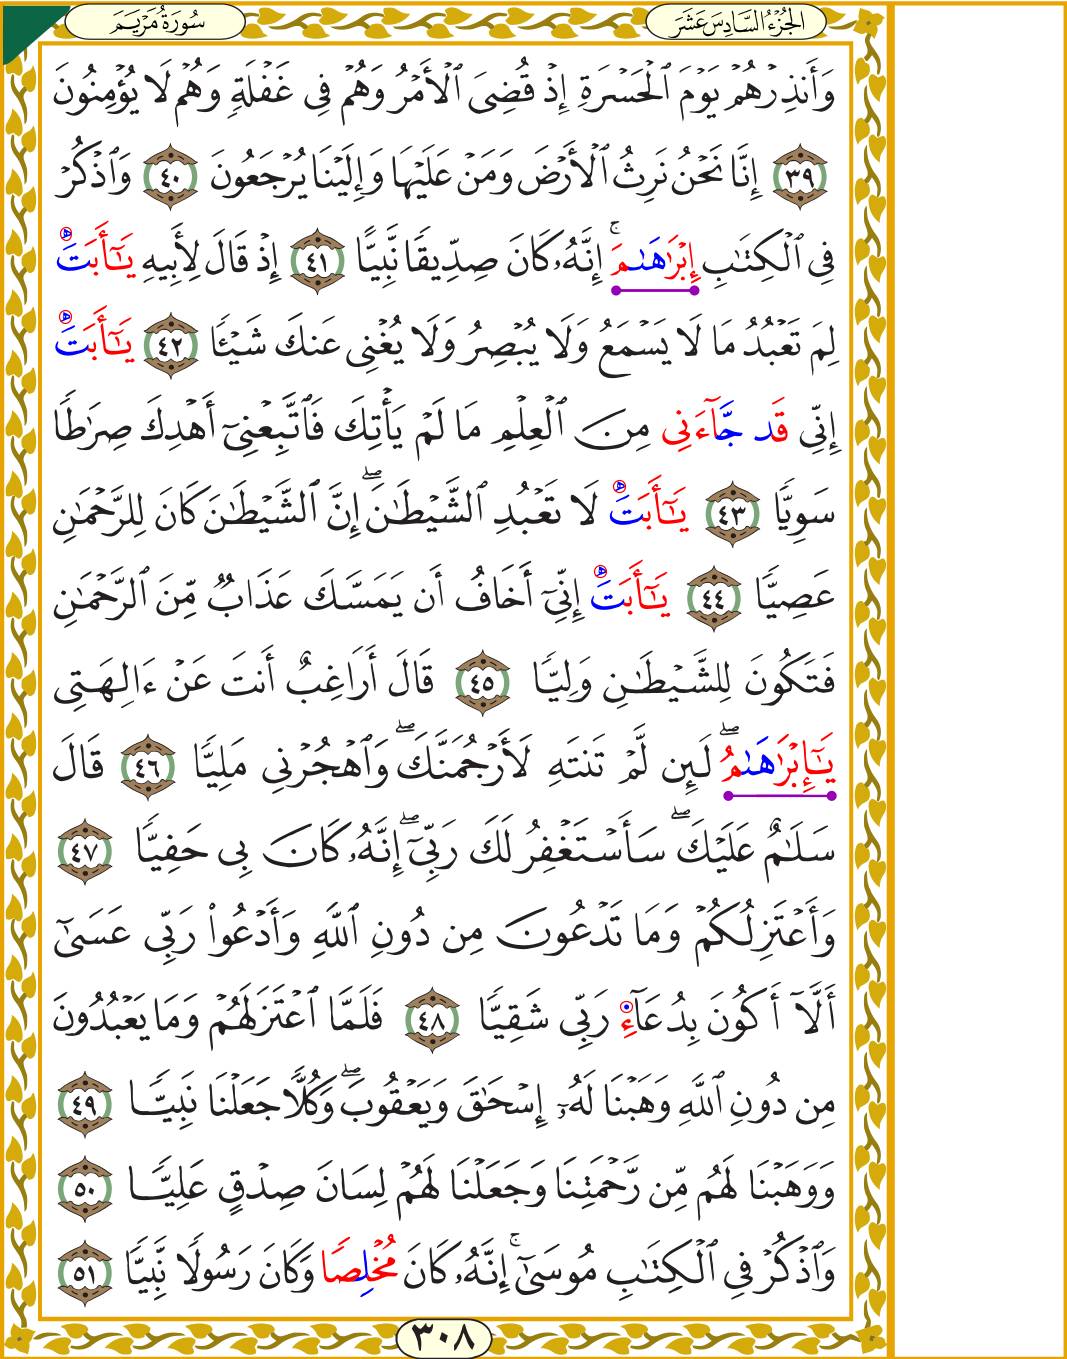 سُورَةُ مَرْيَمَ
الجُزْءُ السَّادِسَ عَشَرَ
وَأَنذِرْهُمْ يَوْمَ ٱلْحَسْرَةِ إِذْ قُضِىَ ٱلْأَمْرُ وَهُمْ فِى غَفْلَةٍ وَهُمْ لَا يُؤْمِنُونَ
٣٩ إِنَّا نَحْنُ نَرِثُ ٱلْأَرْضَ وَمَنْ عَلَيْهَا وَإِلَيْنَا يُرْجَعُونَ ٤٠ وَٱذْكُرْ
فِى ٱلْكِتَٰبِ إِبْرَاهَٰمَ ۚ إِنَّهُۥ كَانَ صِدِّيقًا نَّبِيًّا ٤١ إِذْ قَالَ لِأَبِيهِ يَٰٓأَبَتَ
لِمَ تَعْبُدُ مَا لَا يَسْمَعُ وَلَا يُبْصِرُ وَلَا يُغْنِى عَنكَ شَيْـًٔا ٤٢ يَٰٓأَبَتَ
إِنِّى قَد جَّآءَنِى مِنَ ٱلْعِلْمِ مَا لَمْ يَأْتِكَ فَٱتَّبِعْنِىٓ أَهْدِكَ صِرَٰطًا
سَوِيًّا ٤٣ يَٰٓأَبَتَ لَا تَعْبُدِ ٱلشَّيْطَٰنَ ۖ إِنَّ ٱلشَّيْطَٰنَ كَانَ لِلرَّحْمَٰنِ
عَصِيًّا ٤٤ يَٰٓأَبَتَ إِنِّىٓ أَخَافُ أَن يَمَسَّكَ عَذَابٌ مِّنَ ٱلرَّحْمَٰنِ
فَتَكُونَ لِلشَّيْطَٰنِ وَلِيًّا ٤٥ قَالَ أَرَاغِبٌ أَنتَ عَنْ ءَالِهَتِى
يَٰٓإِبْرَاهَٰمُ ۖ لَئِن لَّمْ تَنتَهِ لَأَرْجُمَنَّكَ ۖ وَٱهْجُرْنِى مَلِيًّا ٤٦ قَالَ
سَلَٰمٌ عَلَيْكَ ۖ سَأَسْتَغْفِرُ لَكَ رَبِّىٓ ۖ إِنَّهُۥ كَانَ بِى حَفِيًّا ٤٧
وَأَعْتَزِلُكُمْ وَمَا تَدْعُونَ مِن دُونِ ٱللَّهِ وَأَدْعُوا۟ رَبِّى عَسَىٰٓ
أَلَّآ أَكُونَ بِدُعَآءِ رَبِّى شَقِيًّا ٤٨ فَلَمَّا ٱعْتَزَلَهُمْ وَمَا يَعْبُدُونَ
مِن دُونِ ٱللَّهِ وَهَبْنَا لَهُۥٓ إِسْحَٰقَ وَيَعْقُوبَ ۖ وَكُلًّا جَعَلْنَا نَبِيًّا ٤٩
وَوَهَبْنَا لَهُم مِّن رَّحْمَتِنَا وَجَعَلْنَا لَهُمْ لِسَانَ صِدْقٍ عَلِيًّا ٥٠
وَٱذْكُرْ فِى ٱلْكِتَٰبِ مُوسَىٰٓ ۚ إِنَّهُۥ كَانَ مُخْلِصًا وَكَانَ رَسُولًا نَّبِيًّا ٥١
٣٠٨